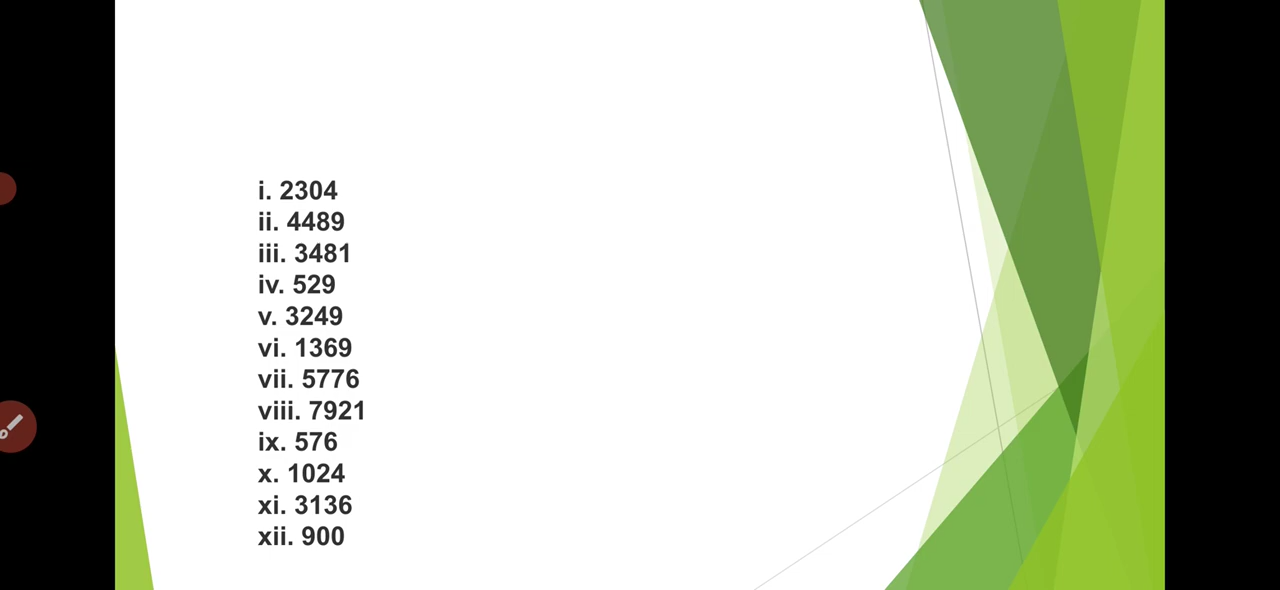 i. 2304
ii. 4489
iii. 3481
iv. 529
v. 3249
vi. 1369
vii. 5776
viii. 7921
ix. 576
x. 1024
xi. 3136
xii. 900